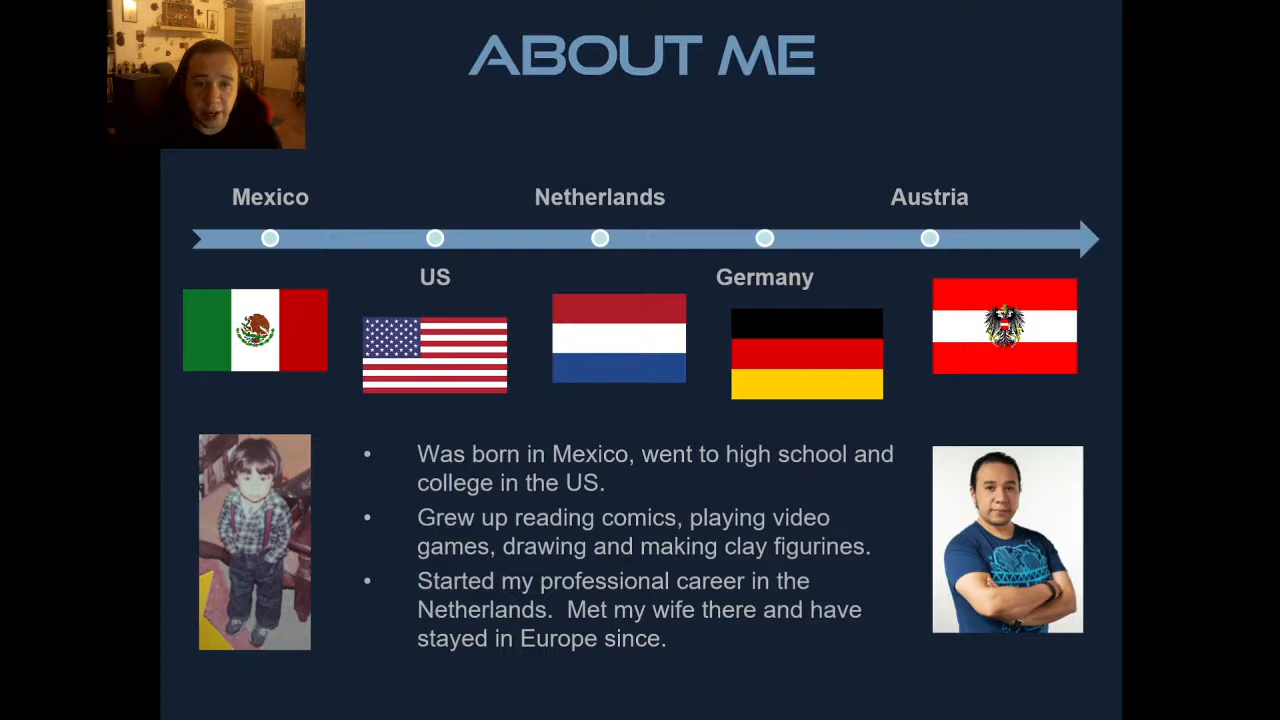 ABOUT ME
Mexico
Netherlands
Austria
US
Germany
• Was born in Mexico, went to high school and
college in the US.
• Grew up reading comics, playing video
games, drawing and making clay figurines.
• Started my professional career in the
Netherlands.  Met my wife there and have
stayed in Europe since.